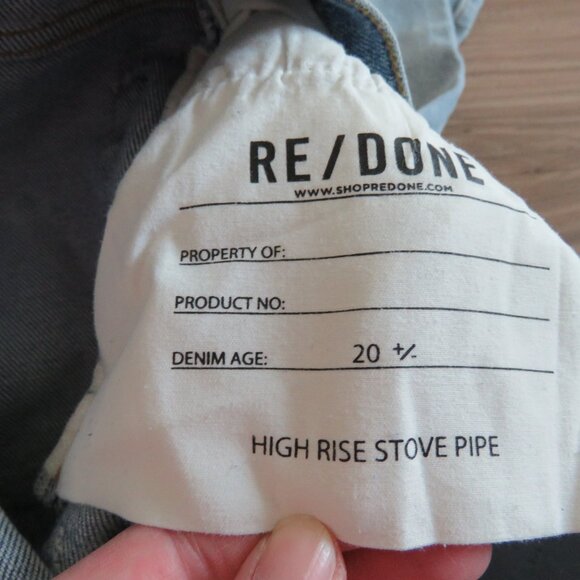 RE/DONE
WWW.SHOPREDONE.COM
PROPERTY OF:
PRODUCT NO:
DENIM AGE: 20 +/-
HIGH RISE STOVE PIPE